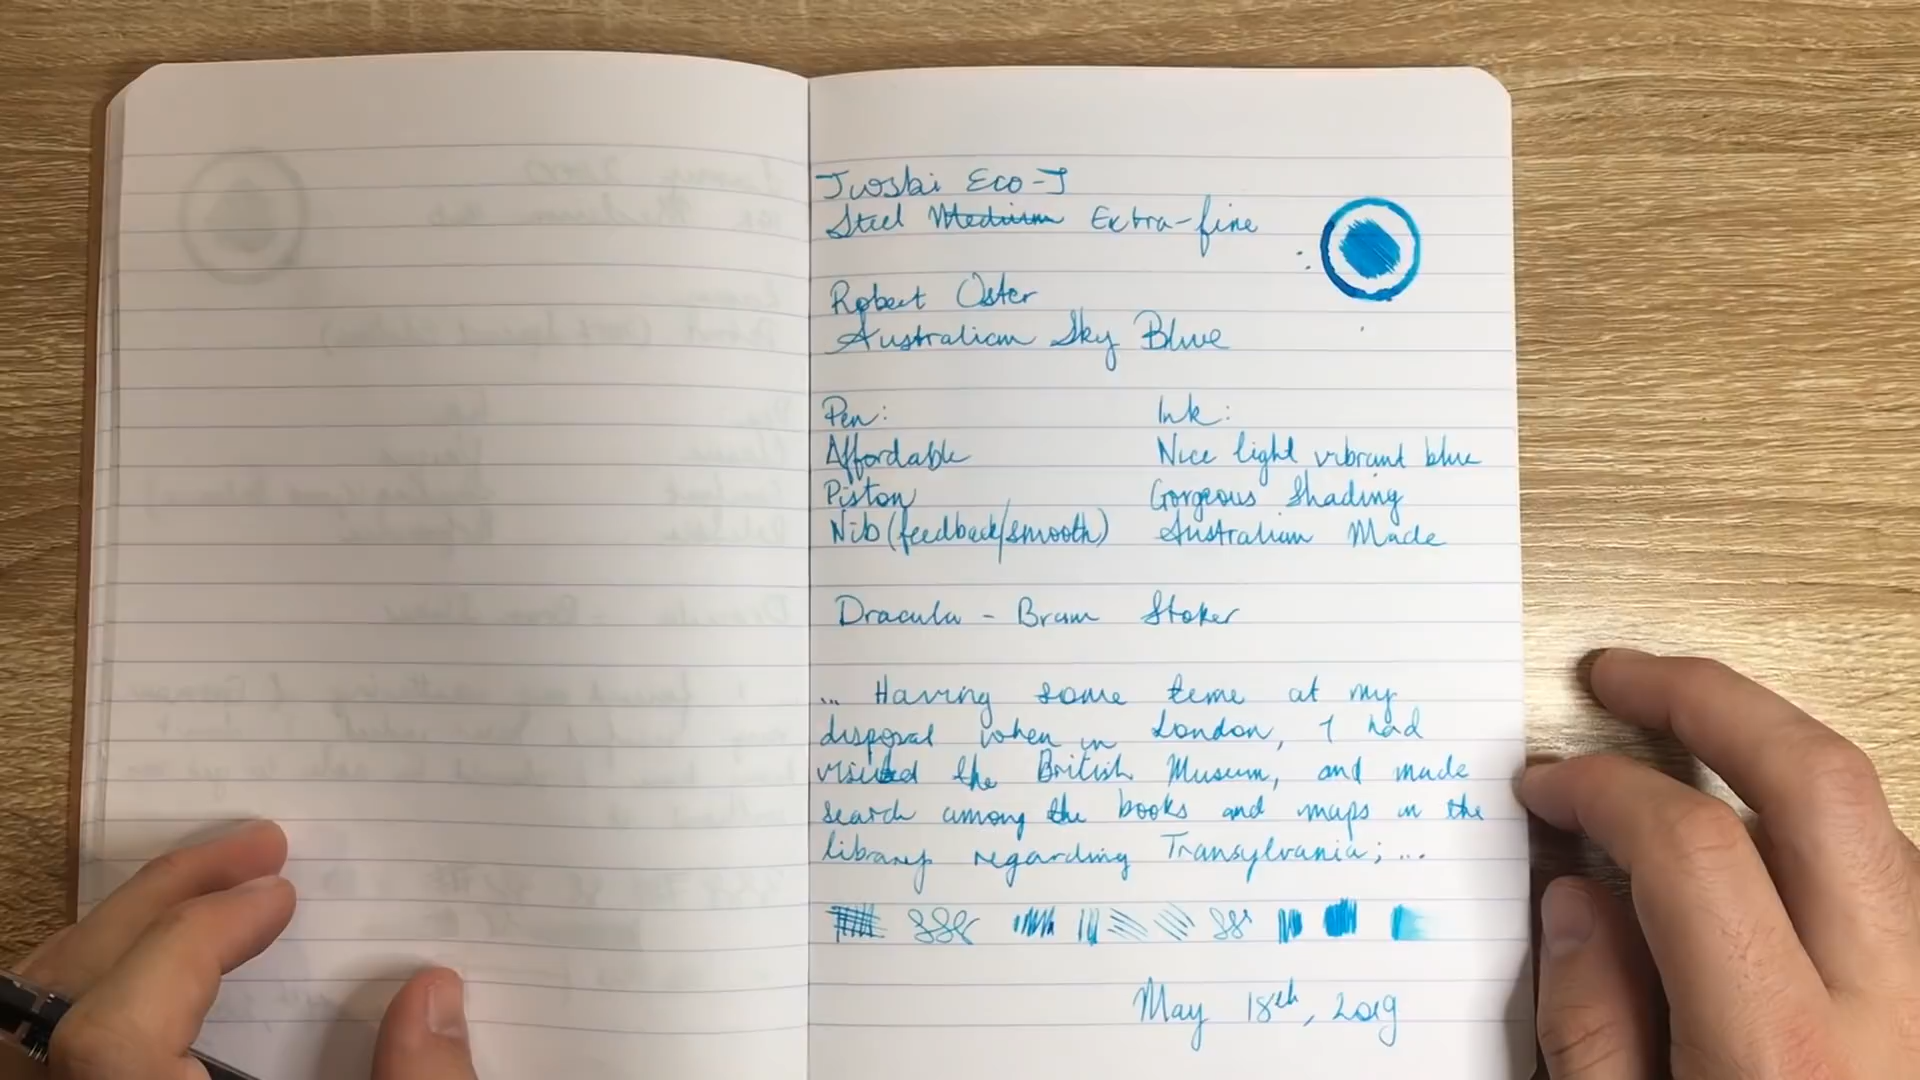 Twsbi Eco-T
Steel Medium Extra-fine
Robert Oster
Australian Sky Blue
Pen:
Affordable
Piston
Nib (feedback/smooth)
Ink:
Nice light vibrant blue
Gorgeous Shading
Australian Made
Dracula - Bram Stoker
... Having some time at my
disposal when in London, I had
visited the British Museum, and made
search among the books and maps in the
library regarding Transylvania; ...
May 18th, 2019